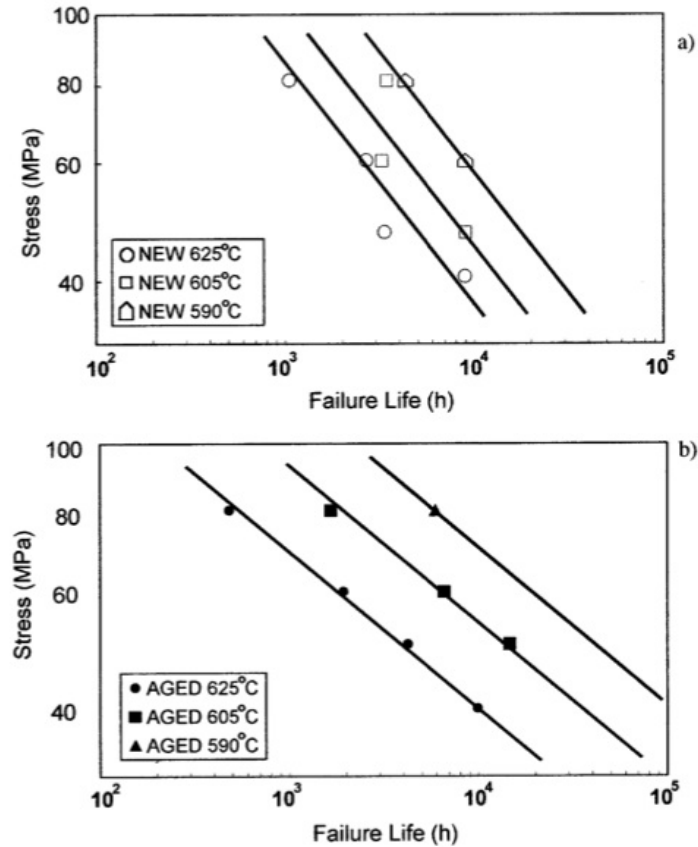 a)
100
80
60
40
Stress (MPa)
NEW 625°C
NEW 605°C
NEW 590°C
10² 10³ 10⁴ 10⁵
Failure Life (h)
b)
100
80
60
40
Stress (MPa)
AGED 625°C
AGED 605°C
AGED 590°C
10² 10³ 10⁴ 10⁵
Failure Life (h)